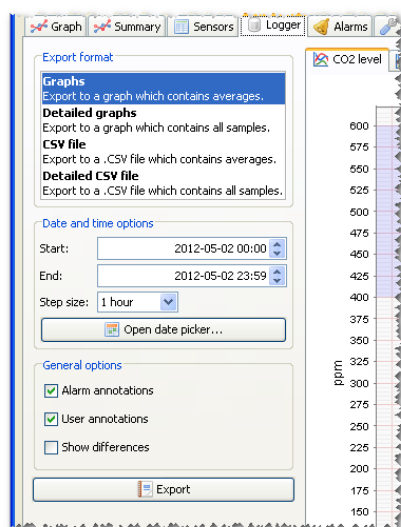 Graph Summary Sensors Logger Alarms
Export format
Graphs
Export to a graph which contains averages.
Detailed graphs
Export to a graph which contains all samples.
CSV file
Export to a .CSV file which contains averages.
Detailed CSV file
Export to a .CSV file which contains all samples.
Date and time options
Start: 2012-05-02 00:00
End: 2012-05-02 23:59
Step size: 1 hour
Open date picker...
General options
Alarm annotations
User annotations
Show differences
Export
CO2 level
600
575
550
525
500
475
450
425
400
375
350
325
300
275
250
225
200
175
150
ppm